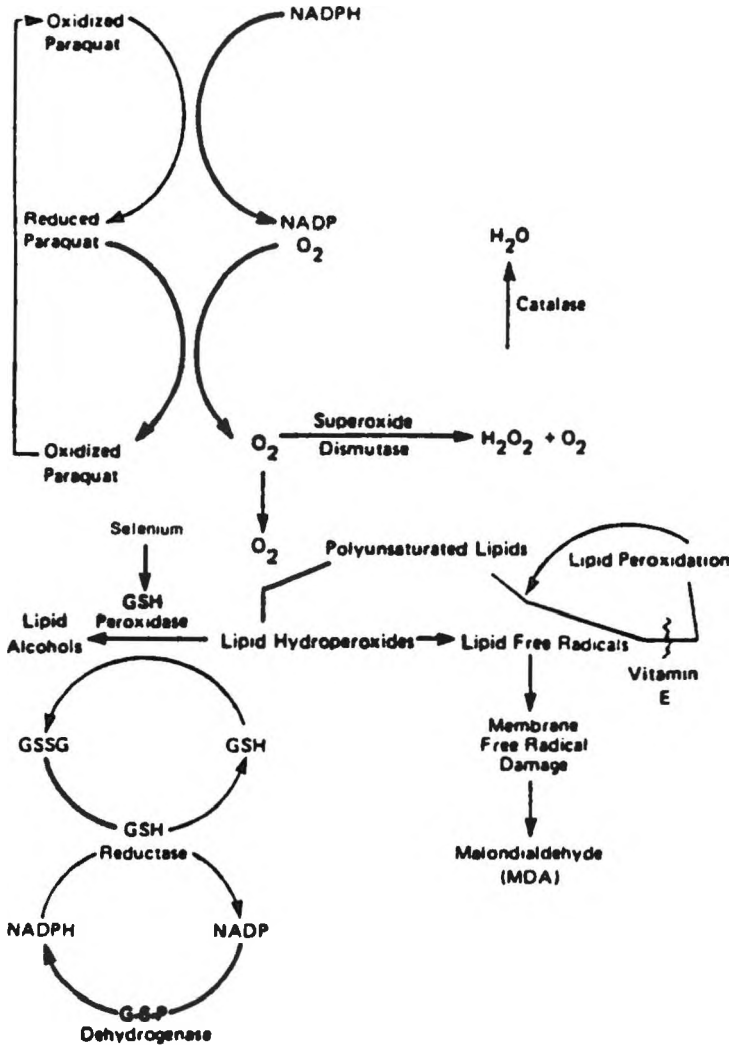 Oxidized
Paraquat
NADPH
Reduced
Paraquat
NADP
O₂
H₂O
Catalase
Oxidized
Paraquat
O₂
Superoxide
Dismutase
H₂O₂ + O₂
Selenium
O₂
Polyunsaturated Lipids
Lipid Peroxidation
GSH
Peroxidase
Lipid
Alcohols
Lipid Hydroperoxides
Lipid Free Radicals
Vitamin
E
GSSG
GSH
Membrane
Free Radical
Damage
GSH
Reductase
Malondialdehyde
(MDA)
NADPH
NADP
G-6-P
Dehydrogenase